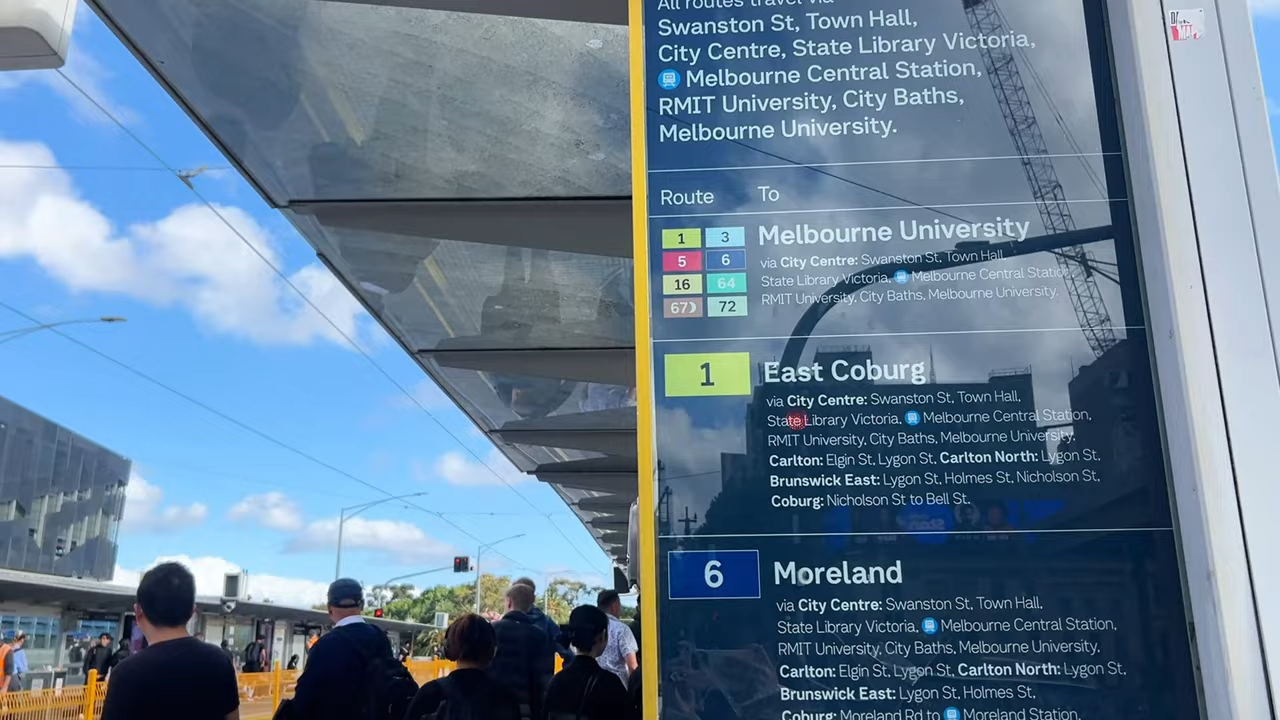 All routes travel via
Swanston St, Town Hall,
City Centre, State Library Victoria,
Melbourne Central Station,
RMIT University, City Baths,
Melbourne University.
Route To
1 3
5 6
16 64
67 72
Melbourne University
via City Centre: Swanston St, Town Hall,
State Library Victoria, Melbourne Central Station,
RMIT University, City Baths, Melbourne University.
1 East Coburg
via City Centre: Swanston St, Town Hall,
State Library Victoria, Melbourne Central Station,
RMIT University, City Baths, Melbourne University.
Carlton: Elgin St, Lygon St, Carlton North: Lygon St,
Brunswick East: Lygon St, Holmes St, Nicholson St,
Coburg: Nicholson St to Bell St.
6 Moreland
via City Centre: Swanston St, Town Hall,
State Library Victoria, Melbourne Central Station,
RMIT University, City Baths, Melbourne University.
Carlton: Elgin St, Lygon St, Carlton North: Lygon St,
Brunswick East: Lygon St, Holmes St,
Coburg: Moreland Rd to Moreland Station,